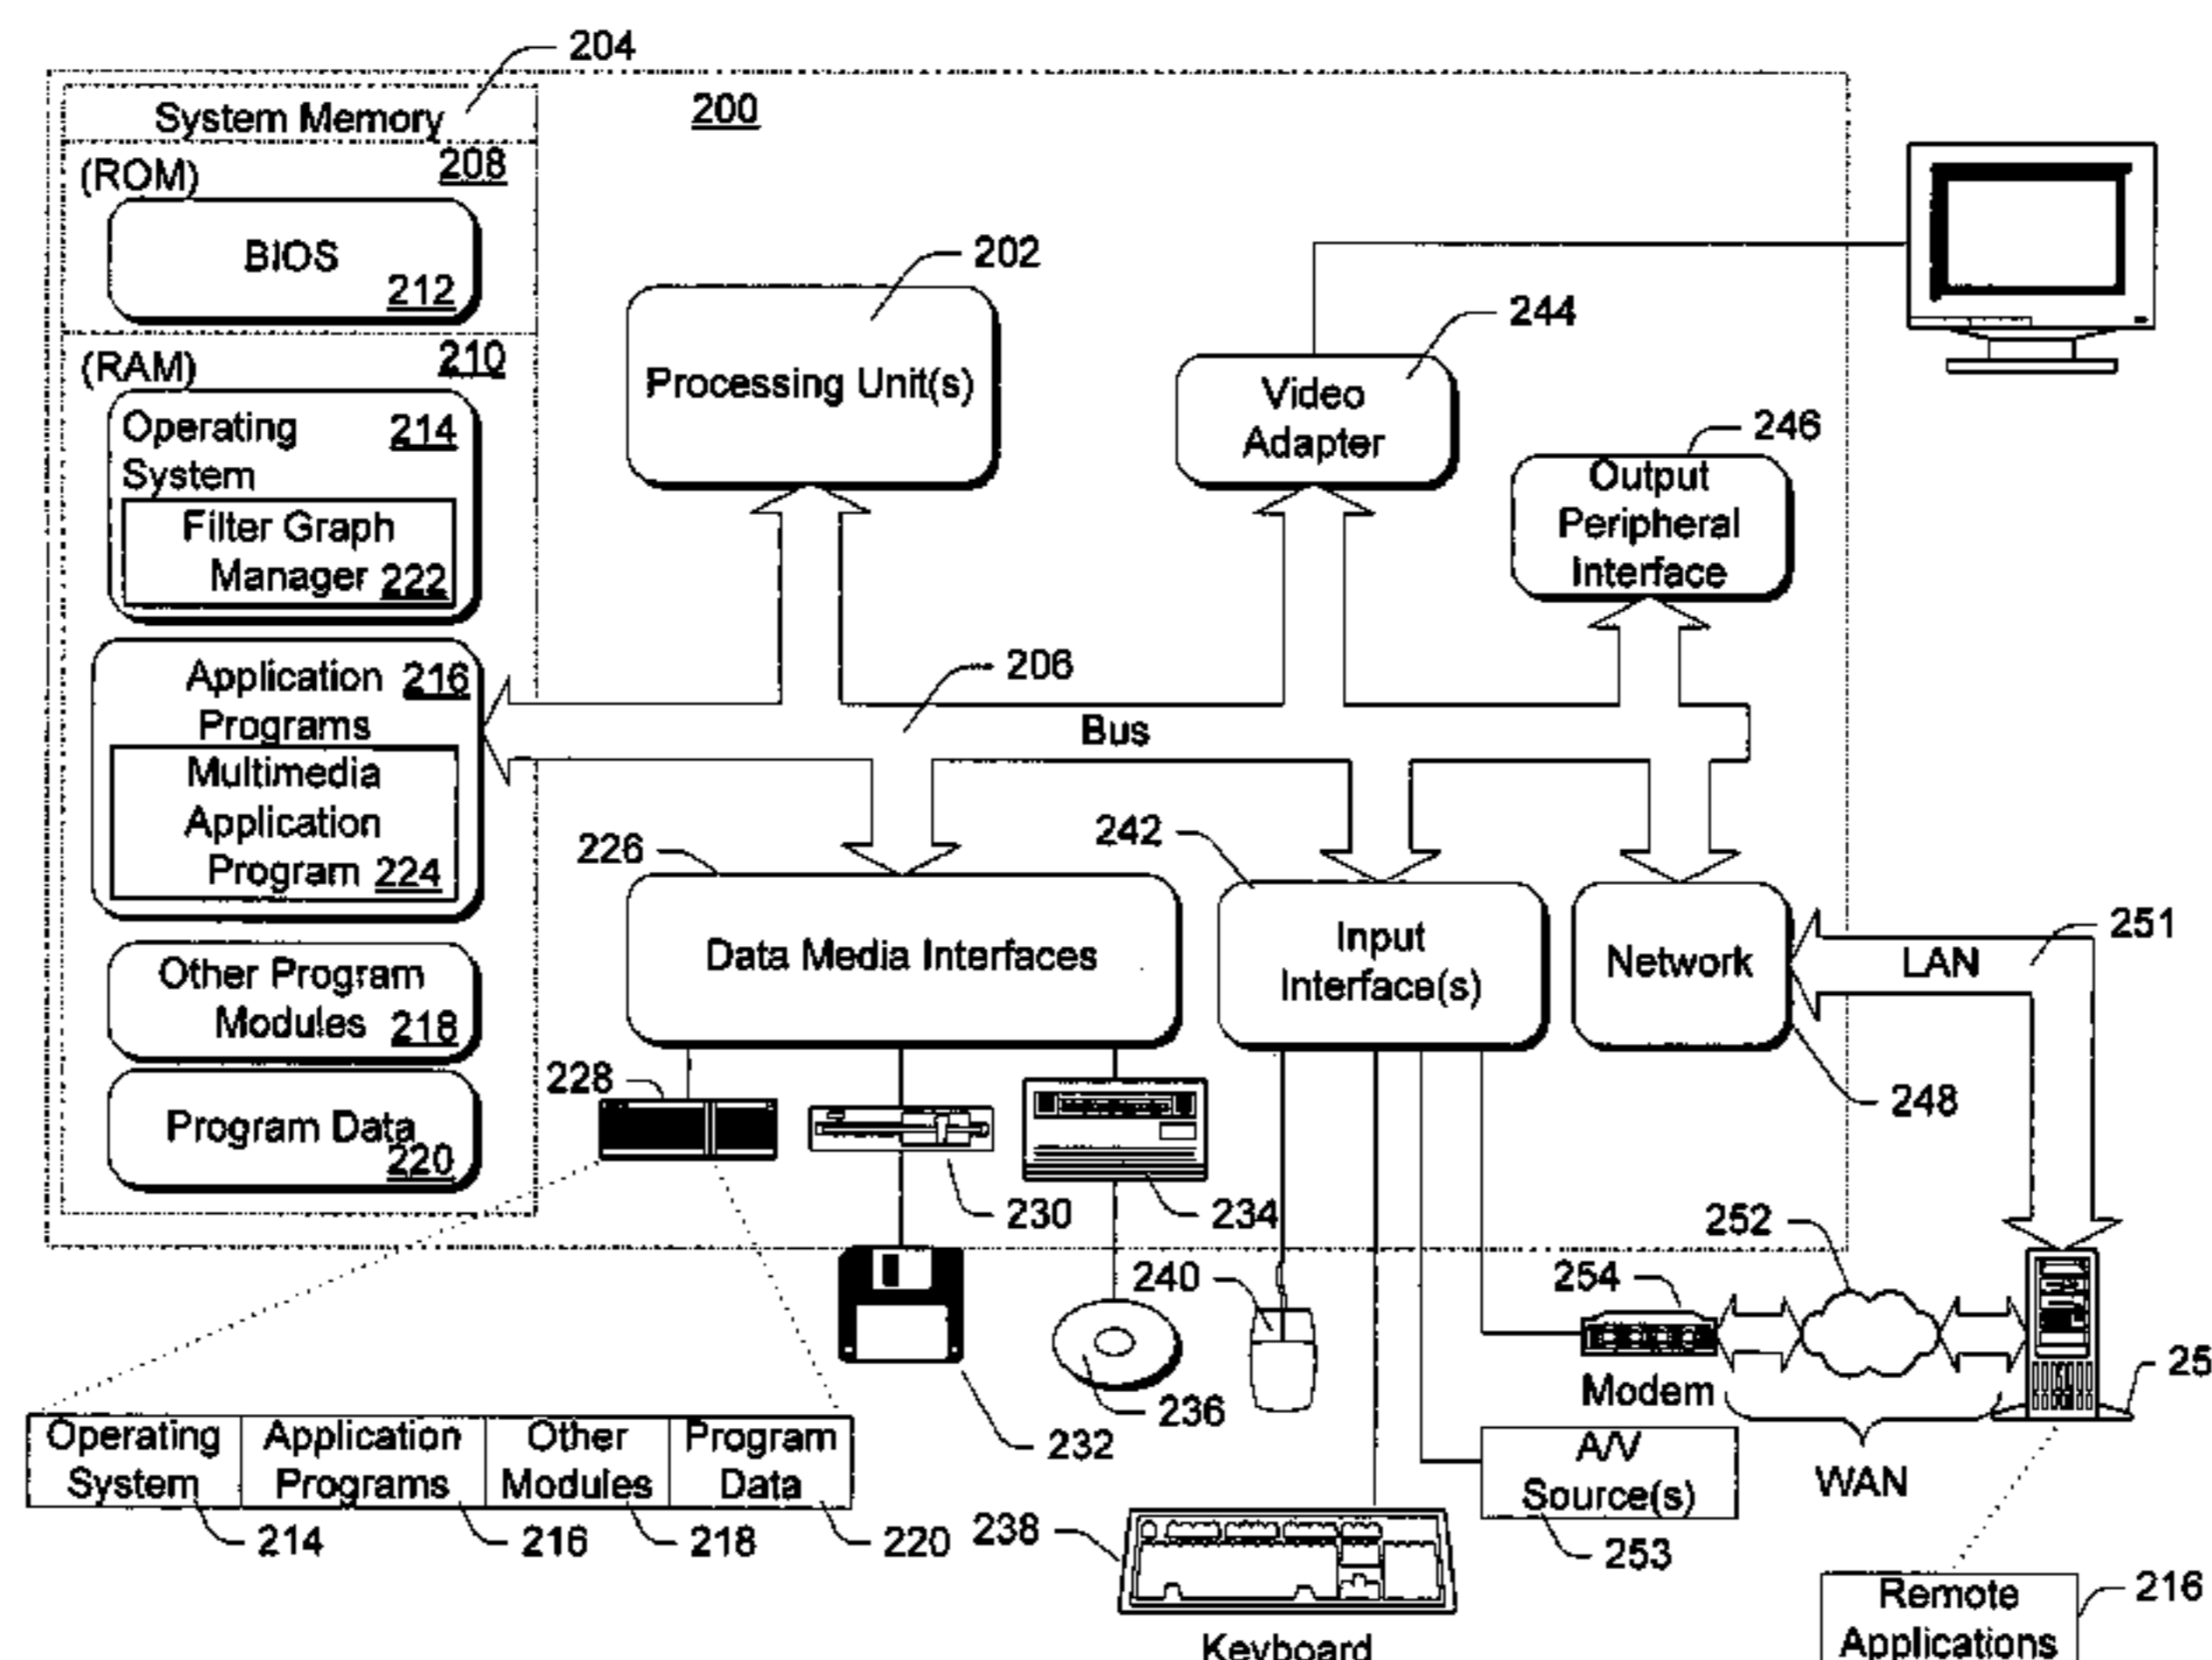 204
System Memory
200
(ROM)
208
BIOS
212
202
244
(RAM)
210
Processing Unit(s)
Video
Adapter
246
Operating
System
214
Output
Peripheral
Interface
Filter Graph
Manager 222
Application 216
Programs
206
Bus
Multimedia
Application
Program 224
226
242
251
Data Media Interfaces
Input
Interface(s)
Network
LAN
Other Program
Modules 218
228
248
Program Data
220
230
234
252
240
254
25
Modem
236
232
Operating
System
Application
Programs
Other
Modules
Program
Data
A/V
Source(s)
WAN
214
216
218
220
238
253
Remote
Applications
216
Keyboard